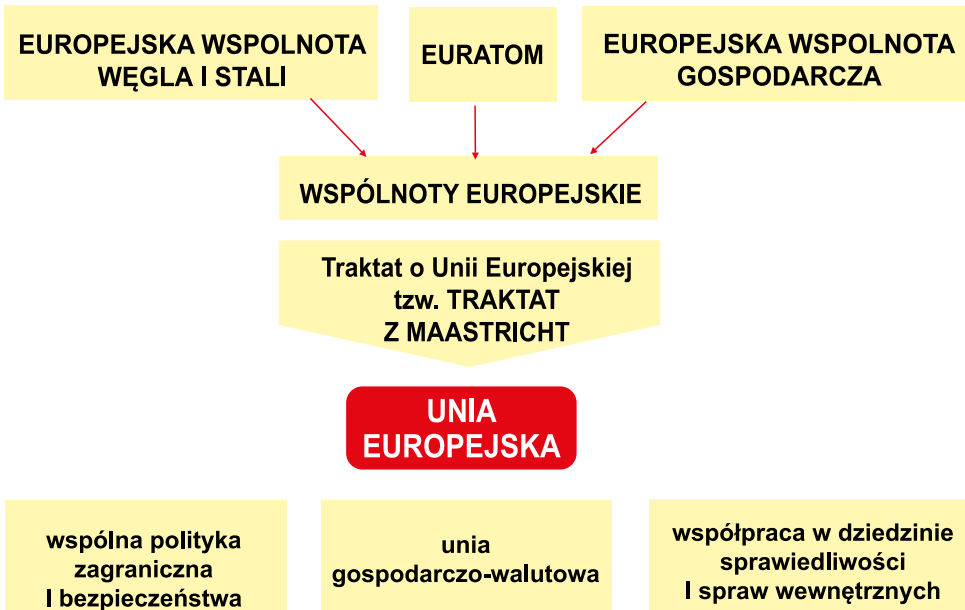 EUROPEJSKA WSPOLNOTA
WĘGLA I STALI
EURATOM
EUROPEJSKA WSPOLNOTA
GOSPODARCZA
WSPÓLNOTY EUROPEJSKIE
Traktat o Unii Europejskiej
tzw. TRAKTAT
Z MAASTRICHT
UNIA
EUROPEJSKA
wspólna polityka
zagraniczna
I bezpieczeństwa
unia
gospodarczo-walutowa
współpraca w dziedzinie
sprawiedliwości
I spraw wewnętrznych